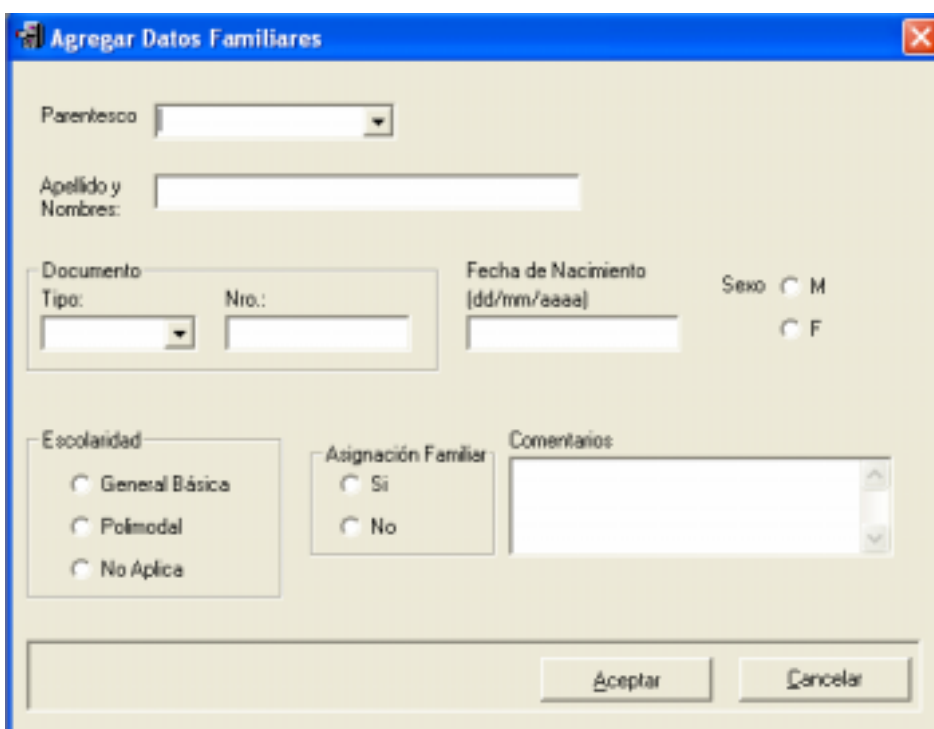 Agregar Datos Familiares
Parentesco
Apellido y
Nombres:
Documento
Tipo:
Nro.:
Fecha de Nacimiento
(dd/mm/aaaa)
Sexo
M
F
Escolaridad
General Básica
Polimodal
No Aplica
Asignación Familiar
Si
No
Comentarios
Aceptar
Cancelar